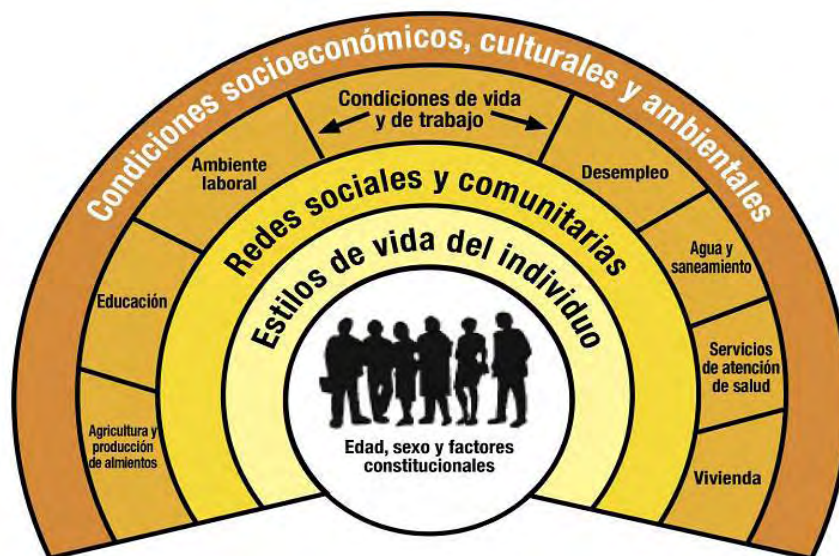 Condiciones socioeconómicos, culturales y ambientales
Condiciones de vida
y de trabajo
Ambiente
laboral
Desempleo
Redes sociales y comunitarias
Agua y
saneamiento
Educación
Estilos de vida del individuo
Servicios
de atención
de salud
Agricultura y
producción
de almientos
Edad, sexo y factores
constitucionales
Vivienda